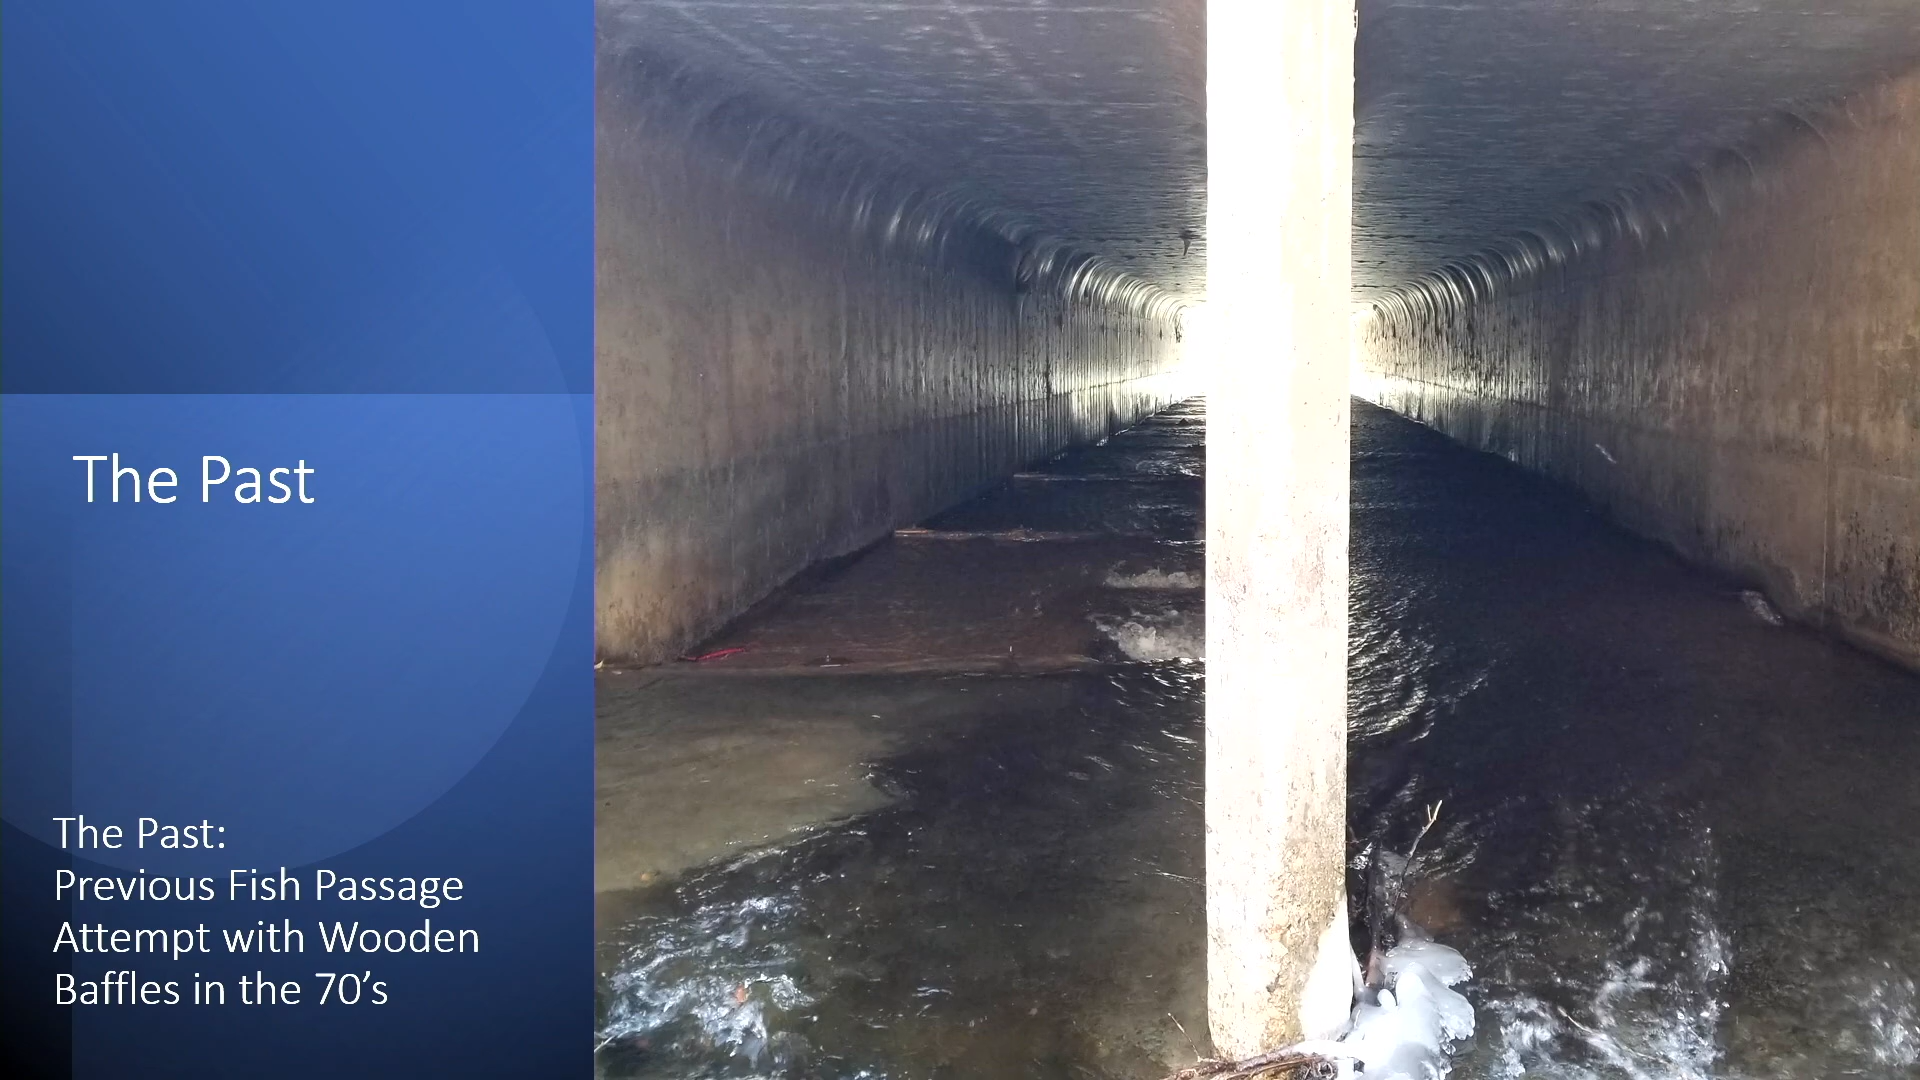 The Past
The Past:
Previous Fish Passage
Attempt with Wooden
Baffles in the 70’s